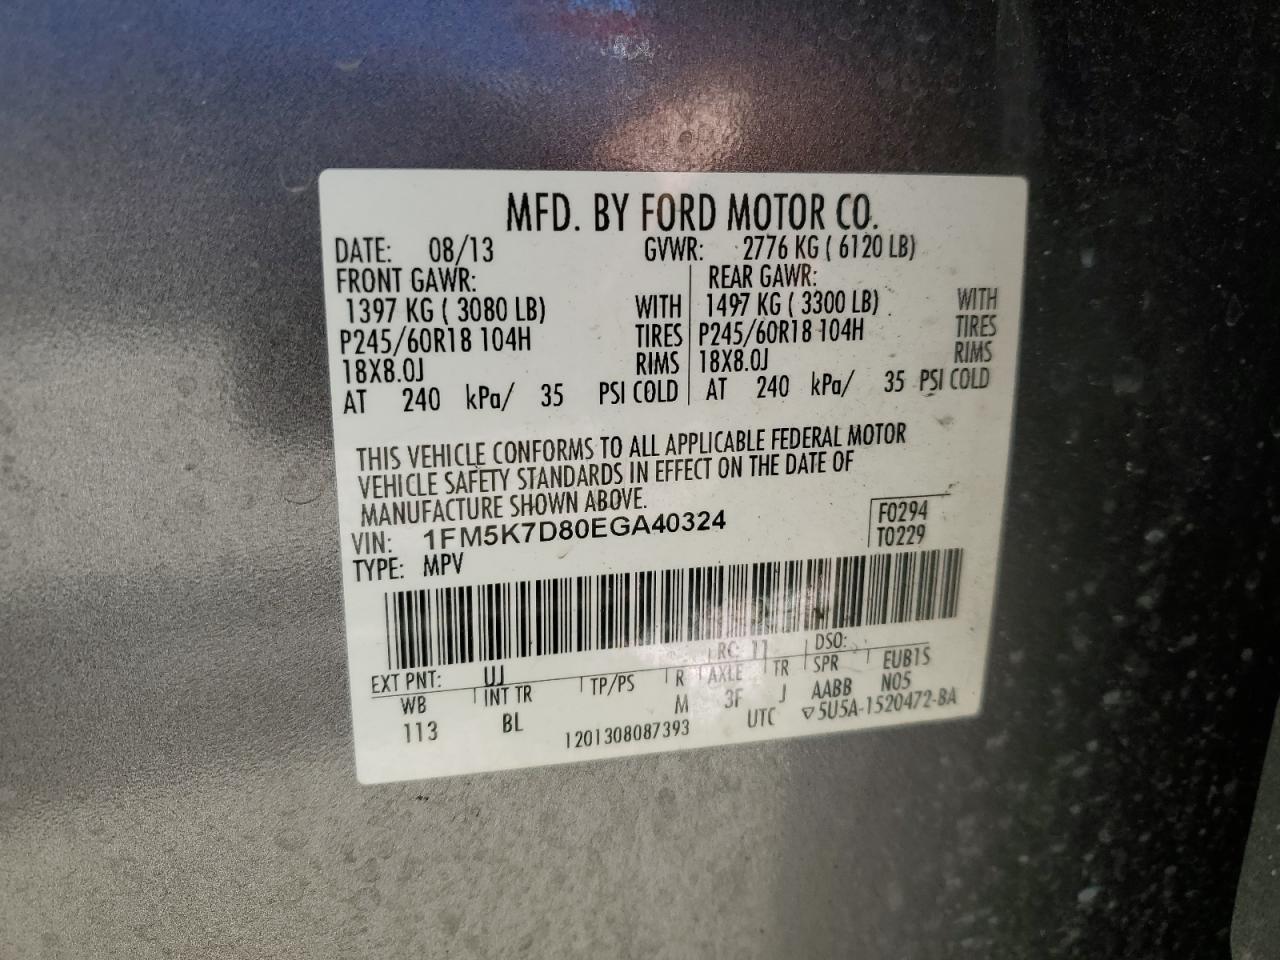 MFD. BY FORD MOTOR CO.
DATE: 08/13 GVWR: 2776 KG ( 6120 LB)
FRONT GAWR: REAR GAWR:
1397 KG ( 3080 LB) WITH 1497 KG ( 3300 LB) WITH
P245/60R18 104H TIRES P245/60R18 104H TIRES
18X8.0J RIMS 18X8.0J RIMS
AT 240 kPa/ 35 PSI COLD AT 240 kPa/ 35 PSI COLD
THIS VEHICLE CONFORMS TO ALL APPLICABLE FEDERAL MOTOR
VEHICLE SAFETY STANDARDS IN EFFECT ON THE DATE OF
MANUFACTURE SHOWN ABOVE.
VIN: 1FM5K7D80EGA40324 F0294
TYPE: MPV T0229
EXT PNT: UJ RC: 11 DSO:
WB INT TR TP/PS R AXLE TR SPR EUB1S
113 BL M 3F J AABB N05
1201308087393 UTC ▽5U5A-1520472-BA